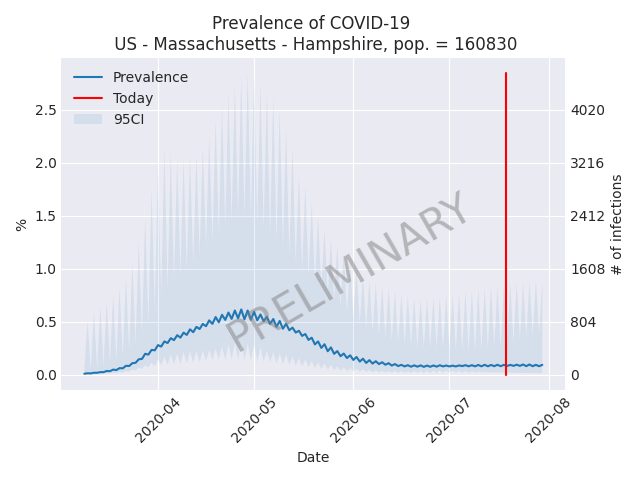 Prevalence of COVID-19
US - Massachusetts - Hampshire, pop. = 160830
Prevalence
Today
95CI
2.5
2.0
1.5
1.0
0.5
0.0
%
4020
3216
2412
1608
804
0
# of infections
PRELIMINARY
2020-04
2020-05
2020-06
2020-07
2020-08
Date